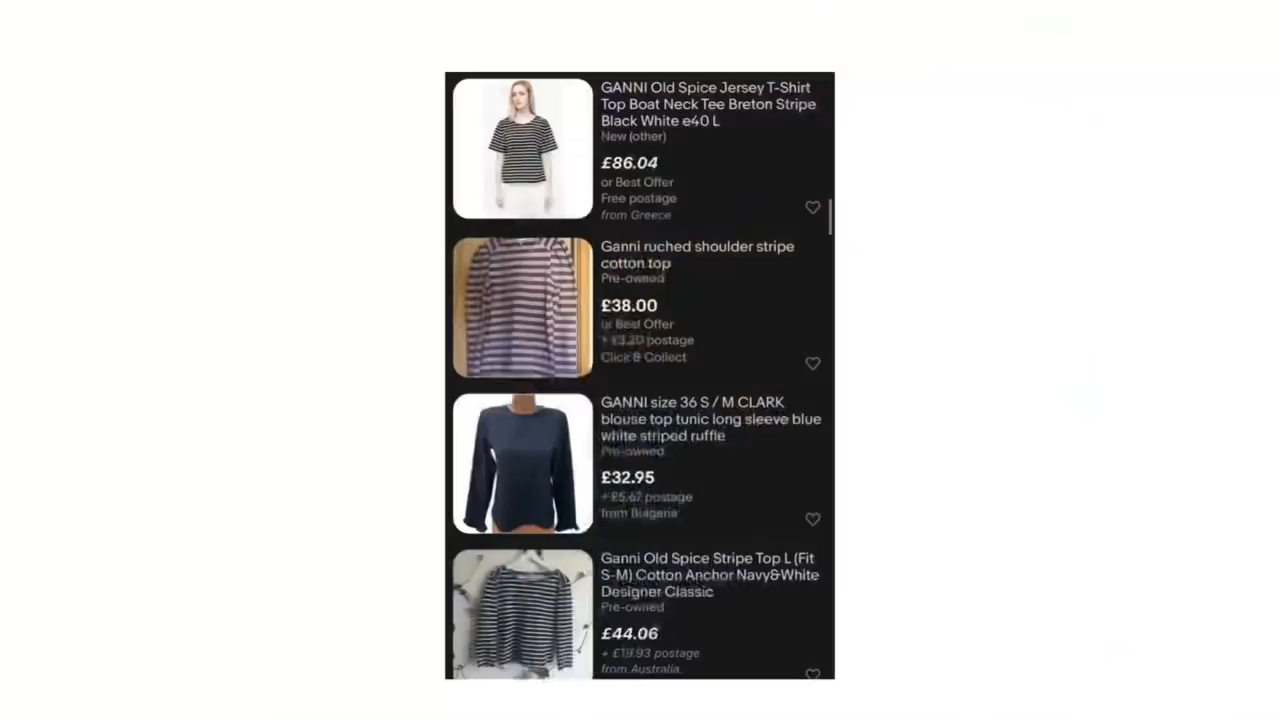 GANNI Old Spice Jersey T-Shirt
Top Boat Neck Tee Breton Stripe
Black White e40 L
New (other)
£86.04
or Best Offer
Free postage
from Greece
Ganni ruched shoulder stripe
cotton top
Pre-owned
£38.00
or Best Offer
+ £3.20 postage
Click & Collect
GANNI size 36 S / M CLARK
blouse top tunic long sleeve blue
white striped ruffle
Pre-owned
£32.95
+ £5.67 postage
from Bulgaria
Ganni Old Spice Stripe Top L (Fit
S-M) Cotton Anchor Navy&White
Designer Classic
Pre-owned
£44.06
+ £19.93 postage
from Australia